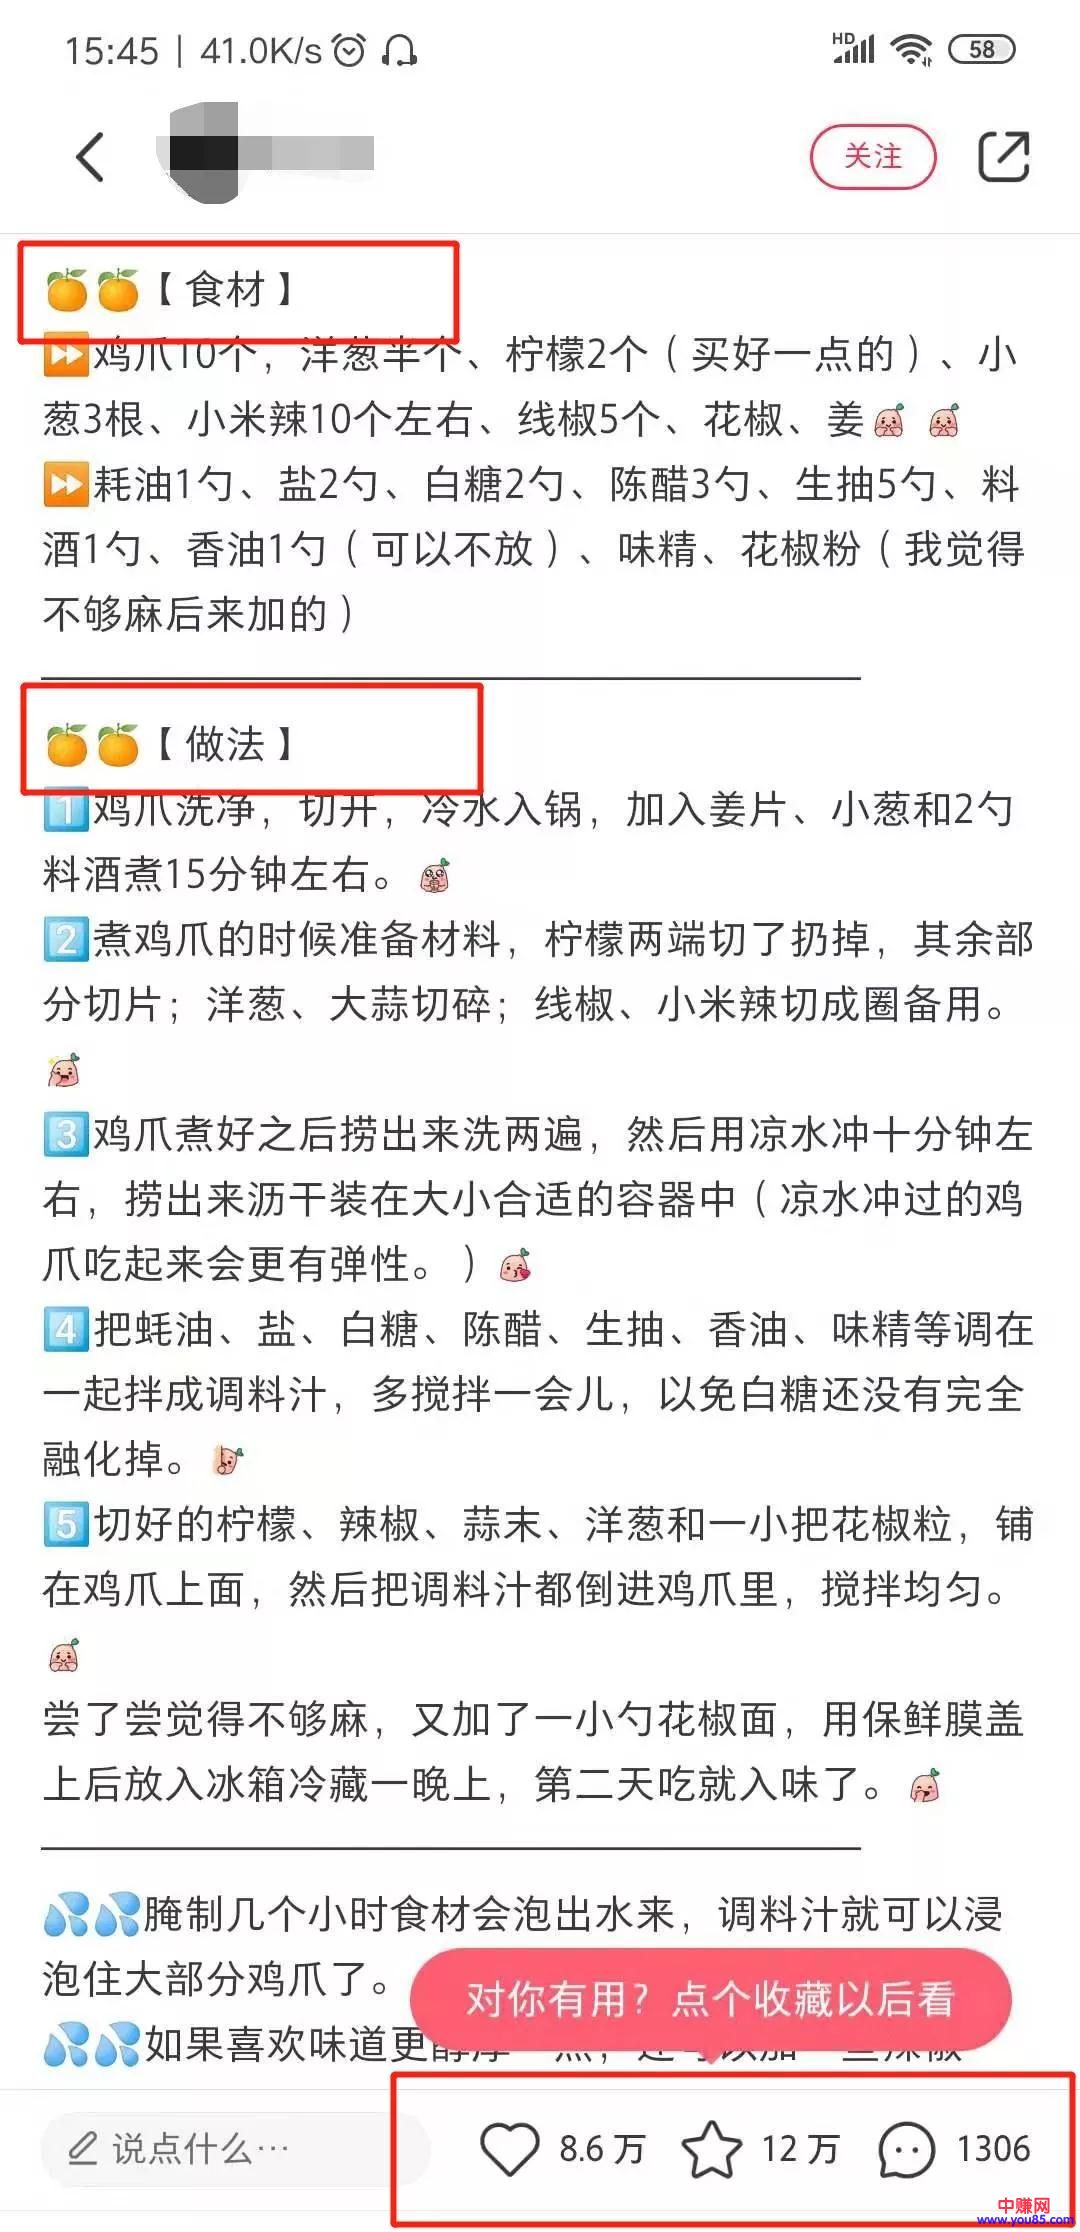 15:45 | 41.0K/s HD 58
关注
🍊🍊【食材】
⏩鸡爪10个，洋葱半个、柠檬2个（买好一点的）、小
葱3根、小米辣10个左右、线椒5个、花椒、姜
⏩耗油1勺、盐2勺、白糖2勺、陈醋3勺、生抽5勺、料
酒1勺、香油1勺（可以不放）、味精、花椒粉（我觉得
不够麻后来加的）
🍊🍊【做法】
1️⃣鸡爪洗净，切开，冷水入锅，加入姜片、小葱和2勺
料酒煮15分钟左右。
2️⃣煮鸡爪的时候准备材料，柠檬两端切了扔掉，其余部
分切片；洋葱、大蒜切碎；线椒、小米辣切成圈备用。
3️⃣鸡爪煮好之后捞出来洗两遍，然后用凉水冲十分钟左
右，捞出来沥干装在大小合适的容器中（凉水冲过的鸡
爪吃起来会更有弹性。）
4️⃣把蚝油、盐、白糖、陈醋、生抽、香油、味精等调在
一起拌成调料汁，多搅拌一会儿，以免白糖还没有完全
融化掉。
5️⃣切好的柠檬、辣椒、蒜末、洋葱和一小把花椒粒，铺
在鸡爪上面，然后把调料汁都倒进鸡爪里，搅拌均匀。
尝了尝觉得不够麻，又加了一小勺花椒面，用保鲜膜盖
上后放入冰箱冷藏一晚上，第二天吃就入味了。
💦💦腌制几个小时食材会泡出水来，调料汁就可以浸
泡住大部分鸡爪了。
对你有用？点个收藏以后看
💦💦如果喜欢味道更
说点什么… 8.6 万 12 万 1306
中赚网
www.you85.com